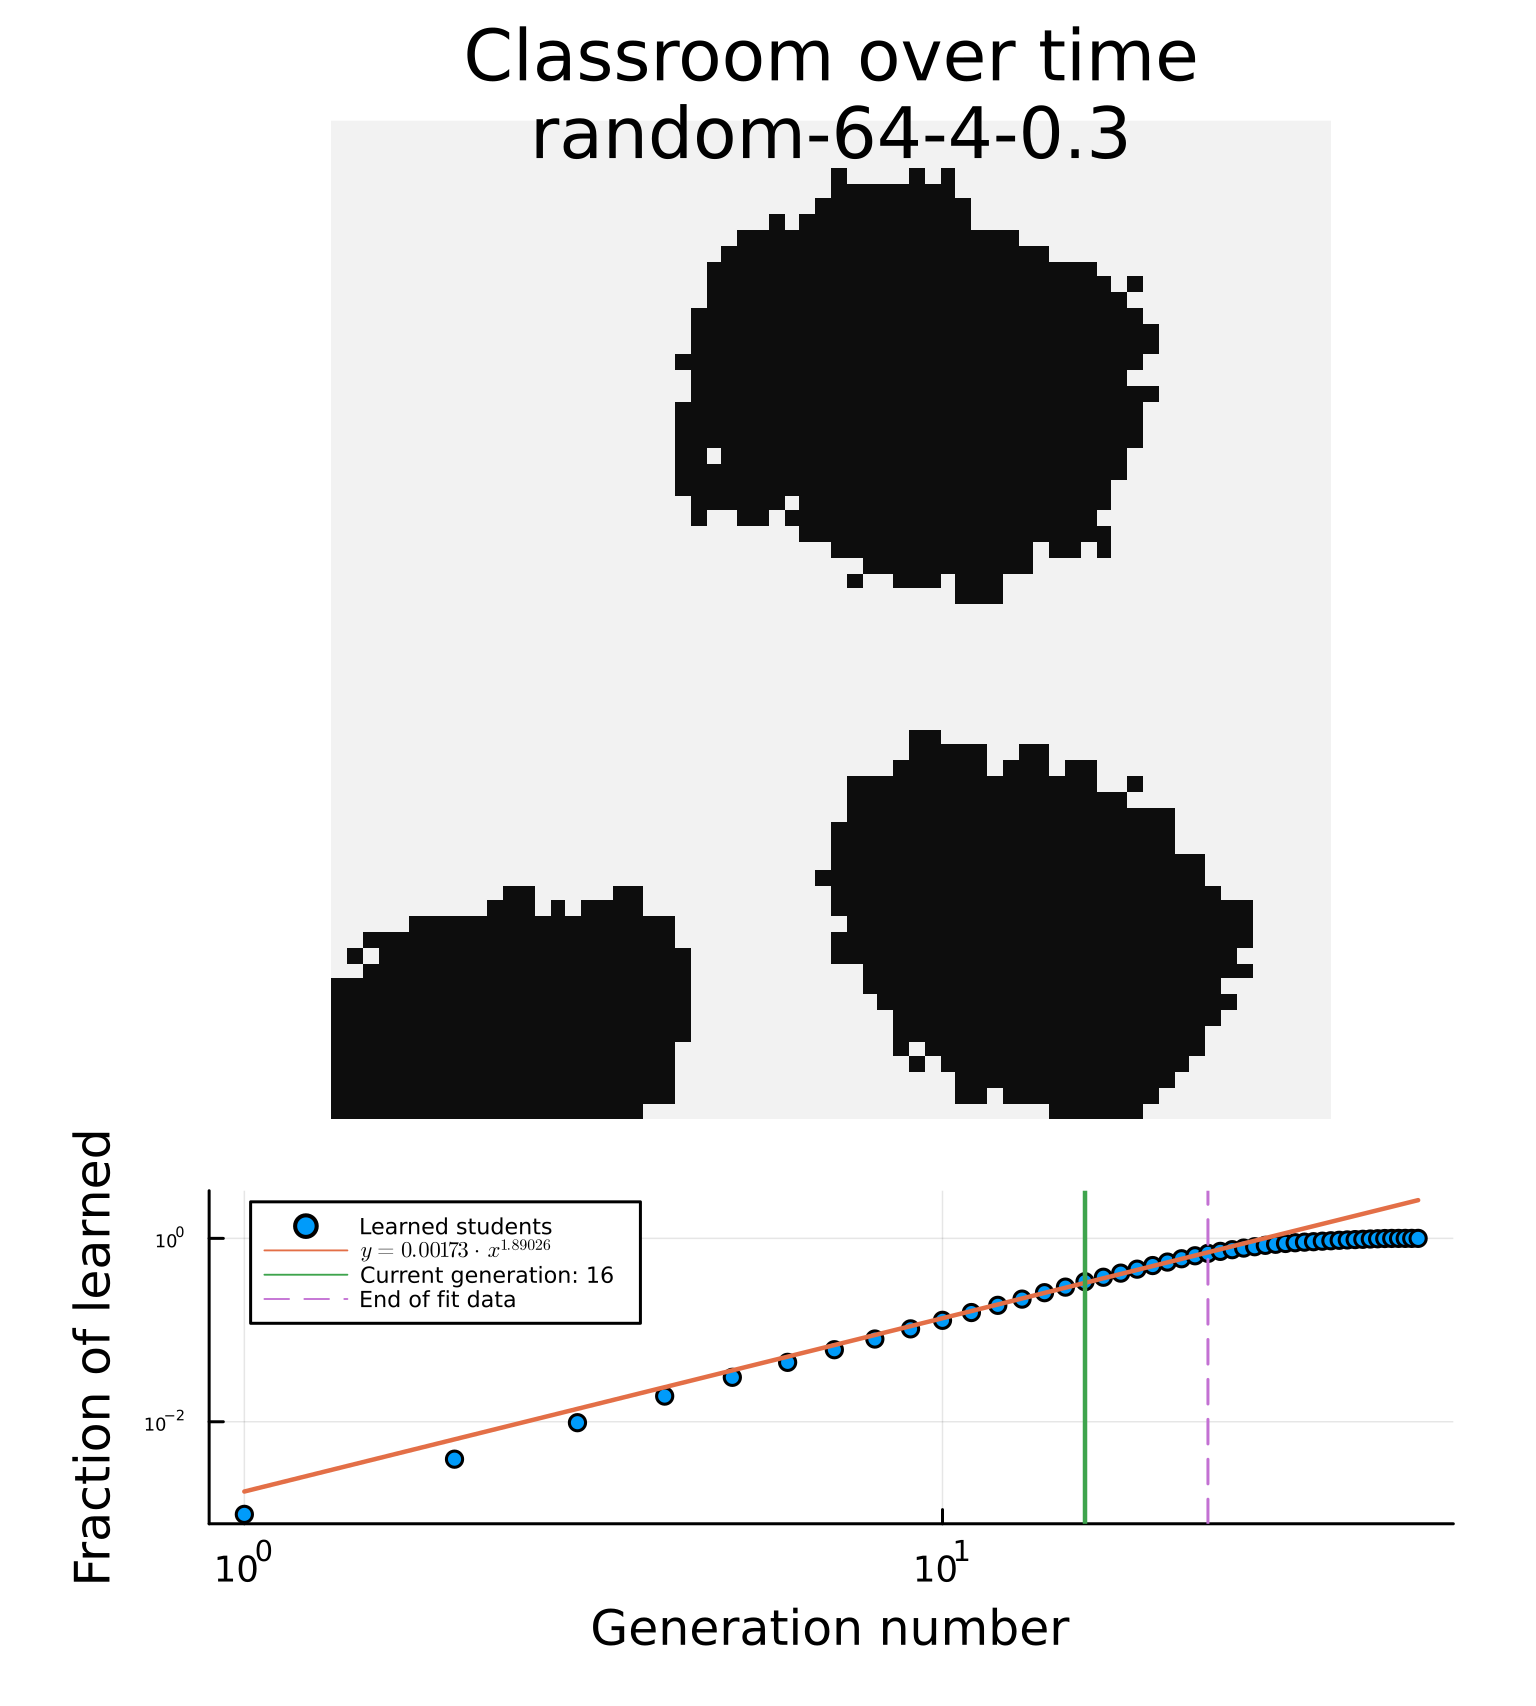 Classroom over time
random-64-4-0.3
Fraction of learned
10^0
10^-2
Learned students
y = 0.00173 · x^1.89026
Current generation: 16
End of fit data
10^0
10^1
Generation number